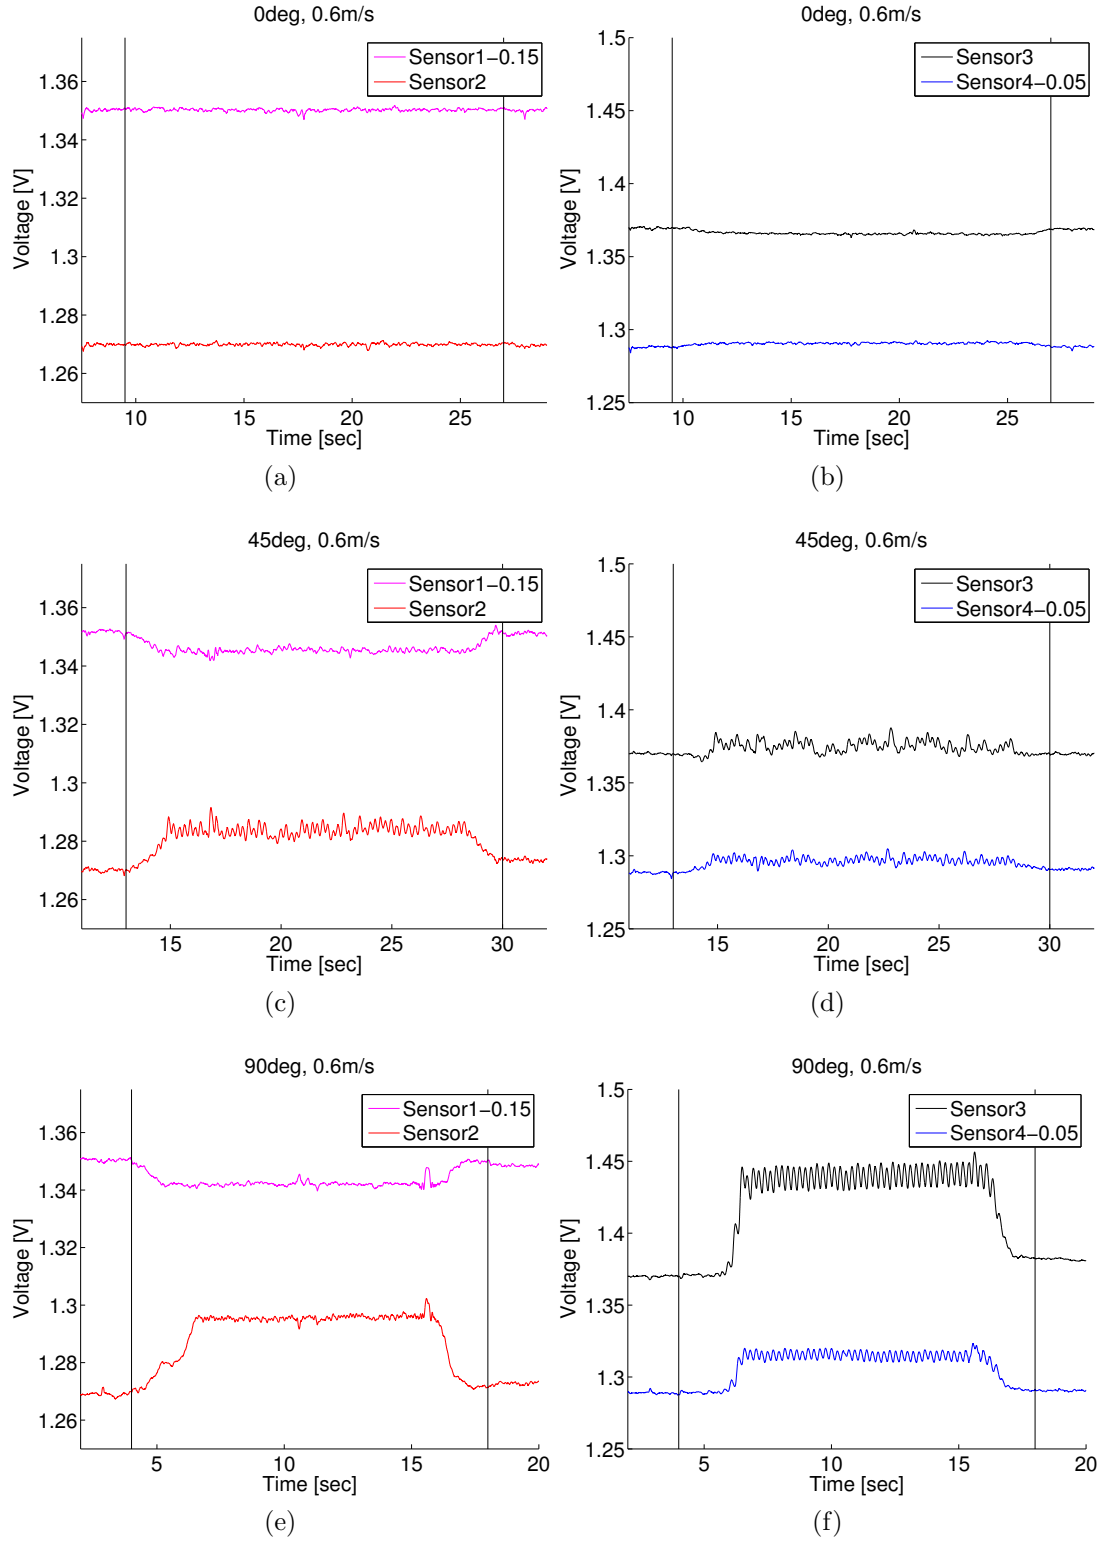 0deg, 0.6m/s
Sensor1−0.15
Sensor2
1.36
1.34
1.32
1.3
1.28
1.26
Voltage [V]
10 15 20 25
Time [sec]
(a)
0deg, 0.6m/s
Sensor3
Sensor4−0.05
1.5
1.45
1.4
1.35
1.3
1.25
Voltage [V]
10 15 20 25
Time [sec]
(b)
45deg, 0.6m/s
Sensor1−0.15
Sensor2
1.36
1.34
1.32
1.3
1.28
1.26
Voltage [V]
15 20 25 30
Time [sec]
(c)
45deg, 0.6m/s
Sensor3
Sensor4−0.05
1.5
1.45
1.4
1.35
1.3
1.25
Voltage [V]
15 20 25 30
Time [sec]
(d)
90deg, 0.6m/s
Sensor1−0.15
Sensor2
1.36
1.34
1.32
1.3
1.28
1.26
Voltage [V]
5 10 15 20
Time [sec]
(e)
90deg, 0.6m/s
Sensor3
Sensor4−0.05
1.5
1.45
1.4
1.35
1.3
1.25
Voltage [V]
5 10 15 20
Time [sec]
(f)